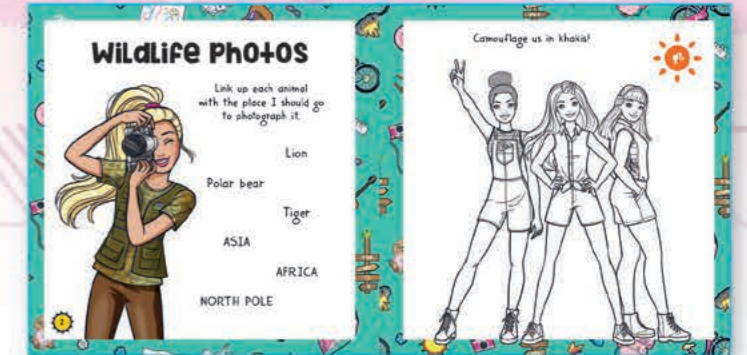 Wildlife Photos
Link up each animal
with the place I should go
to photograph it.
Lion
Polar bear
Tiger
ASIA
AFRICA
NORTH POLE
2
Camouflage us in khakis!